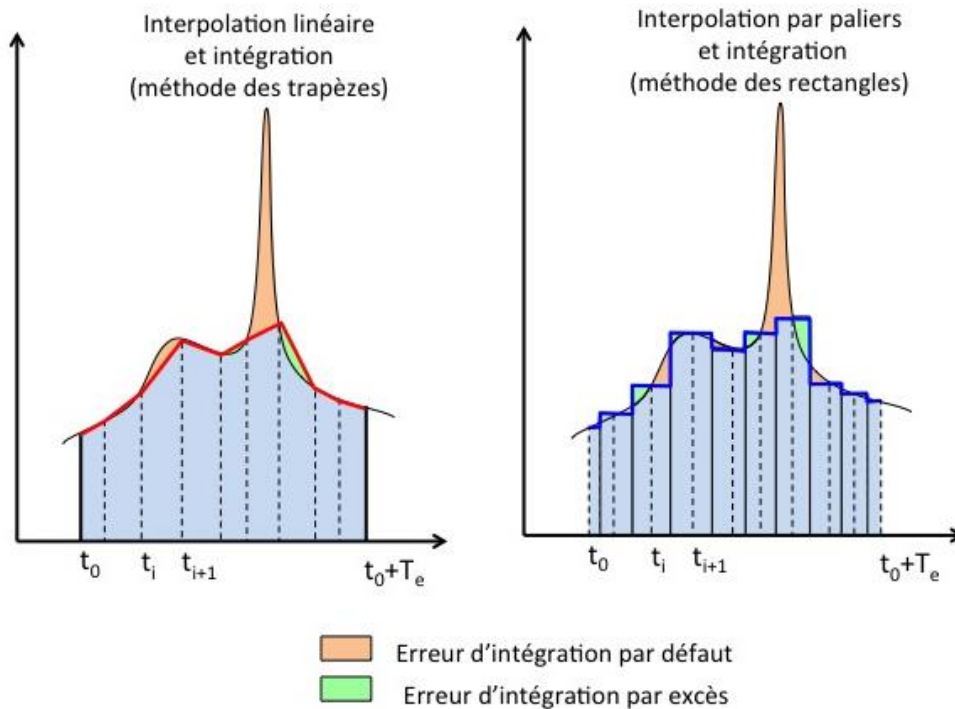 Interpolation linéaire
et intégration
(méthode des trapèzes)
Interpolation par paliers
et intégration
(méthode des rectangles)
t0 ti ti+1 t0+Te
t0 ti ti+1 t0+Te
Erreur d'intégration par défaut
Erreur d'intégration par excès